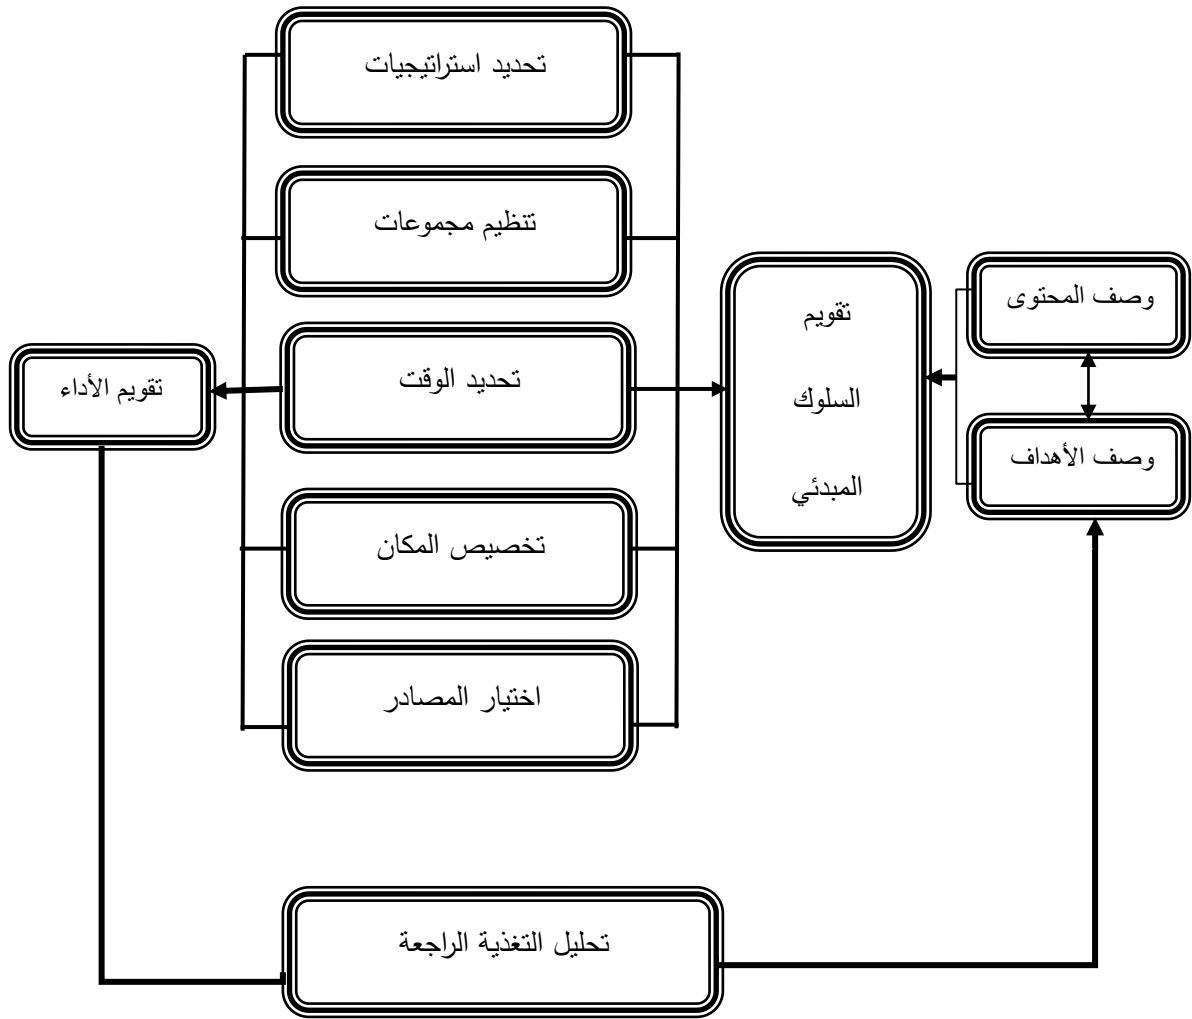 وصف المحتوى
وصف الأهداف
تقويم
السلوك
المبدئي
تحديد استراتيجيات
تنظيم مجموعات
تحديد الوقت
تخصيص المكان
اختيار المصادر
تقويم الأداء
تحليل التغذية الراجعة